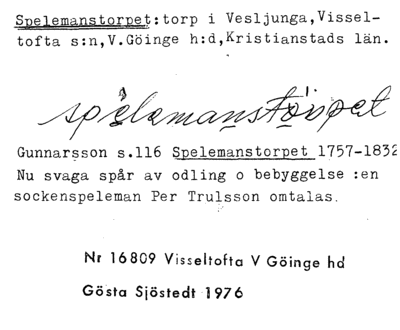 Spelemanstorpet:torp i Vesljunga,Vissel-
tofta s:n,V.Göinge h:d,Kristianstads län.
spelemanstorpet
Gunnarsson s.116 Spelemanstorpet 1757-1832
Nu svaga spår av odling o bebyggelse :en
sockenspeleman Per Trulsson omtalas.
Nr 16809 Visseltofta V Göinge hd
Gösta Sjöstedt 1976